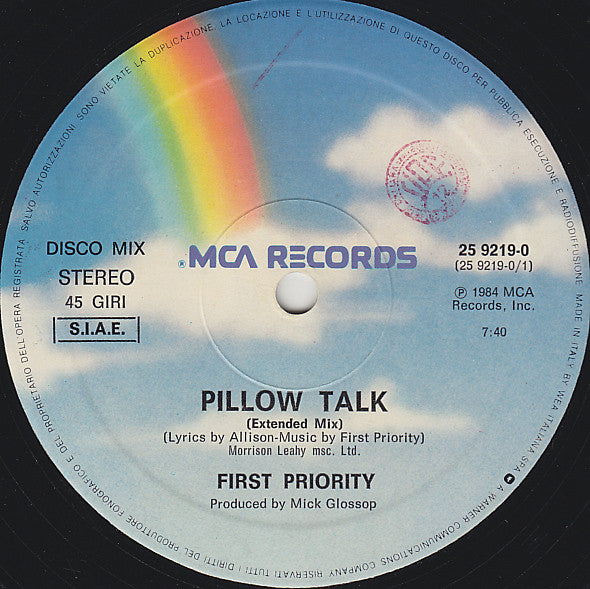 SALVO AUTORIZZAZIONI, SONO VIETATE LA DUPLICAZIONE, LA LOCAZIONE E L'UTILIZZAZIONE DI QUESTO DISCO PER PUBBLICA ESECUZIONE E RADIODIFFUSIONE. MADE IN ITALY BY WEA ITALIANA SPA
A WARNER COMMUNICATIONS COMPANY RISERVATI TUTTI I DIRITTI DEL PRODUTTORE FONOGRAFICO E DEL PROPRIETARIO DELL'OPERA REGISTRATA
DISCO MIX
STEREO
45 GIRI
S.I.A.E.
® MCA RECORDS
25 9219-0
(25 9219-0/1)
Ⓟ 1984 MCA
Records, Inc.
7:40
PILLOW TALK
(Extended Mix)
(Lyrics by Allison-Music by First Priority)
Morrison Leahy msc. Ltd.
FIRST PRIORITY
Produced by Mick Glossop